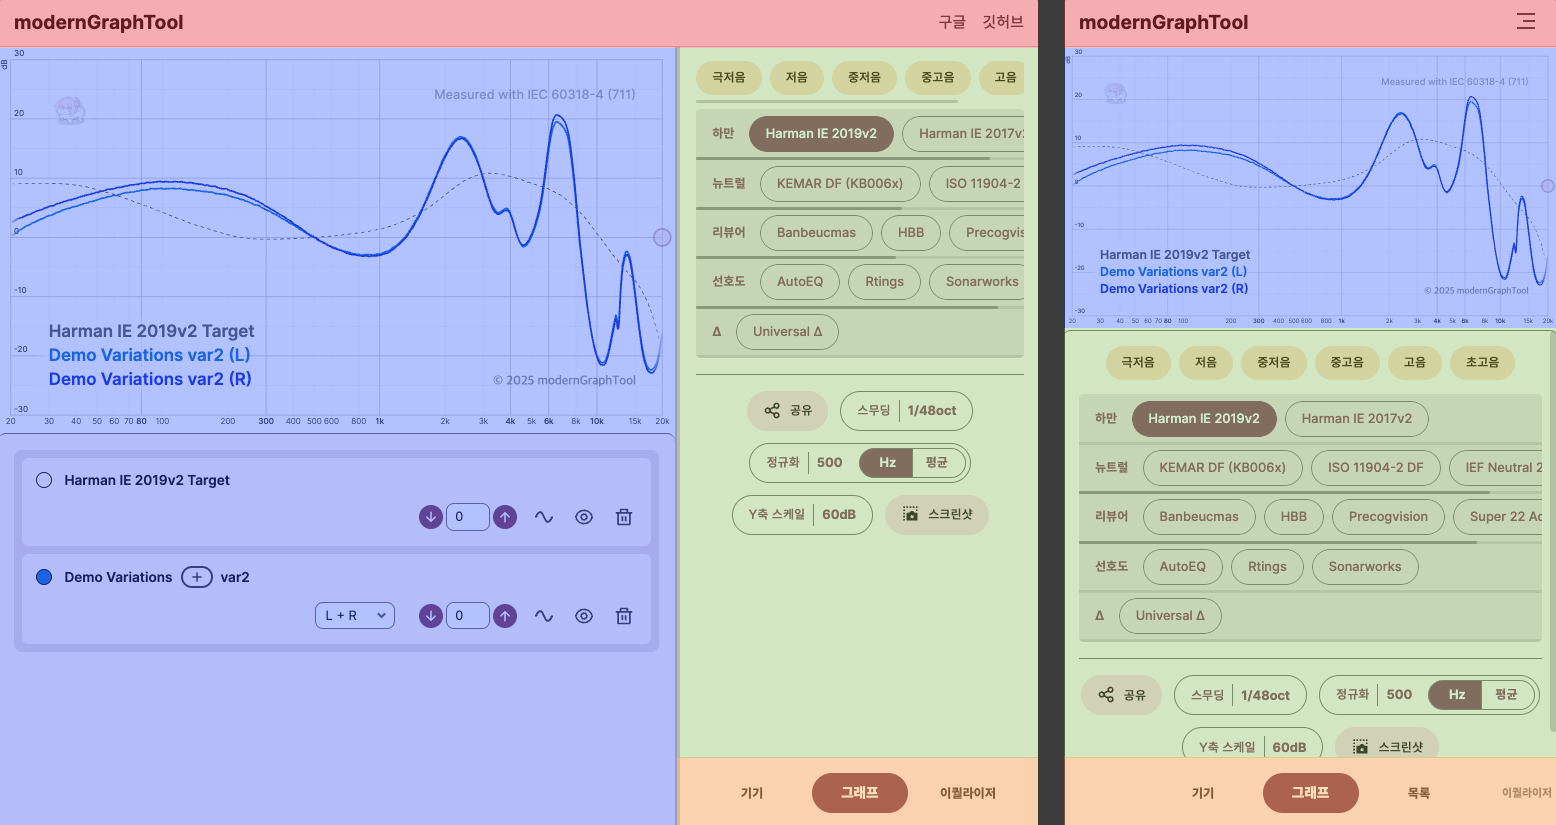 modernGraphTool
구글 깃허브
dB
30
20
10
0
-10
-20
-30
Measured with IEC 60318-4 (711)
Harman IE 2019v2 Target
Demo Variations var2 (L)
Demo Variations var2 (R)
© 2025 modernGraphTool
20 30 40 50 60 70 80 100 200 300 400 500 600 800 1k 2k 3k 4k 5k 6k 8k 10k 15k 20k
Harman IE 2019v2 Target
0
Demo Variations + var2
L + R 0
극저음 저음 중저음 중고음 고음
하만 Harman IE 2019v2 Harman IE 2017v2
뉴트럴 KEMAR DF (KB006x) ISO 11904-2
리뷰어 Banbeucmas HBB Precogvis
선호도 AutoEQ Rtings Sonarworks
Δ Universal Δ
공유 스무딩 1/48oct
정규화 500 Hz 평균
Y축 스케일 60dB 스크린샷
기기 그래프 이퀄라이저
modernGraphTool
dB
30
20
10
0
-10
-20
-30
Measured with IEC 60318-4 (711)
Harman IE 2019v2 Target
Demo Variations var2 (L)
Demo Variations var2 (R)
© 2025 modernGraphTool
20 30 40 50 60 70 80 100 200 300 400 500 600 800 1k 2k 3k 4k 5k 6k 8k 10k 15k 20k
극저음 저음 중저음 중고음 고음 초고음
하만 Harman IE 2019v2 Harman IE 2017v2
뉴트럴 KEMAR DF (KB006x) ISO 11904-2 DF IEF Neutral 2
리뷰어 Banbeucmas HBB Precogvision Super 22 Ad
선호도 AutoEQ Rtings Sonarworks
Δ Universal Δ
공유 스무딩 1/48oct 정규화 500 Hz 평균
Y축 스케일 60dB 스크린샷
기기 그래프 목록 이퀄라이저